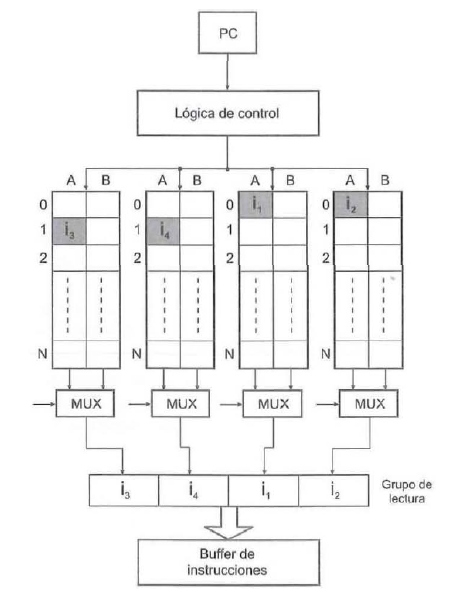 PC
Lógica de control
A B A B A B A B
0 0 0 i₁ 0 i₂
1 i₃ 1 i₄ 1 1
2 2 2 2
N N N N
MUX MUX MUX MUX
i₃ i₄ i₁ i₂
Grupo de
lectura
Buffer de
instrucciones